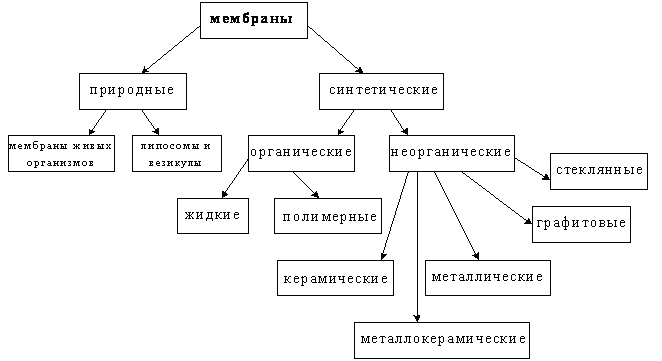 мембраны
природные
синтетические
мембраны живых
организмов
липосомы и
везикулы
органические
неорганические
стеклянные
жидкие
полимерные
графитовые
керамические
металлические
металлокерамические